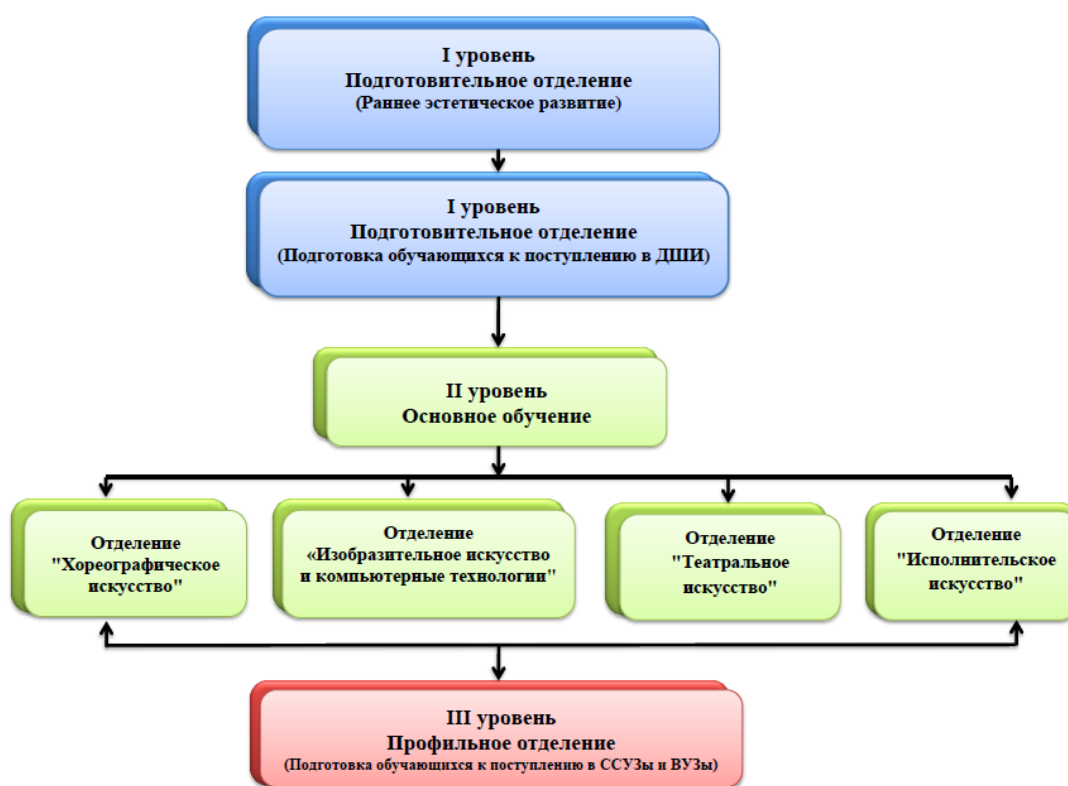 I уровень
Подготовительное отделение
(Раннее эстетическое развитие)
I уровень
Подготовительное отделение
(Подготовка обучающихся к поступлению в ДШИ)
II уровень
Основное обучение
Отделение
"Хореографическое
искусство"
Отделение
«Изобразительное искусство
и компьютерные технологии"
Отделение
"Театральное
искусство"
Отделение
"Исполнительское
искусство"
III уровень
Профильное отделение
(Подготовка обучающихся к поступлению в ССУЗы и ВУЗы)